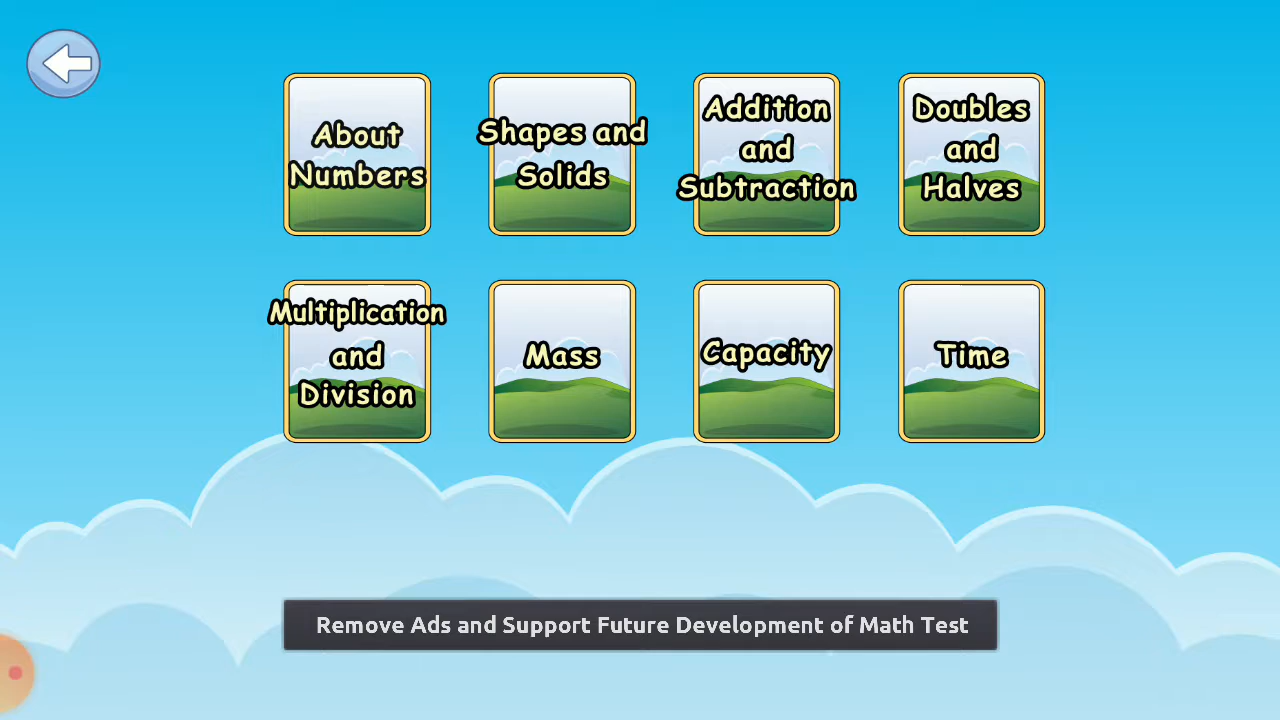 About
Numbers
Shapes and
Solids
Addition
and
Subtraction
Doubles
and
Halves
Multiplication
and
Division
Mass
Capacity
Time
Remove Ads and Support Future Development of Math Test